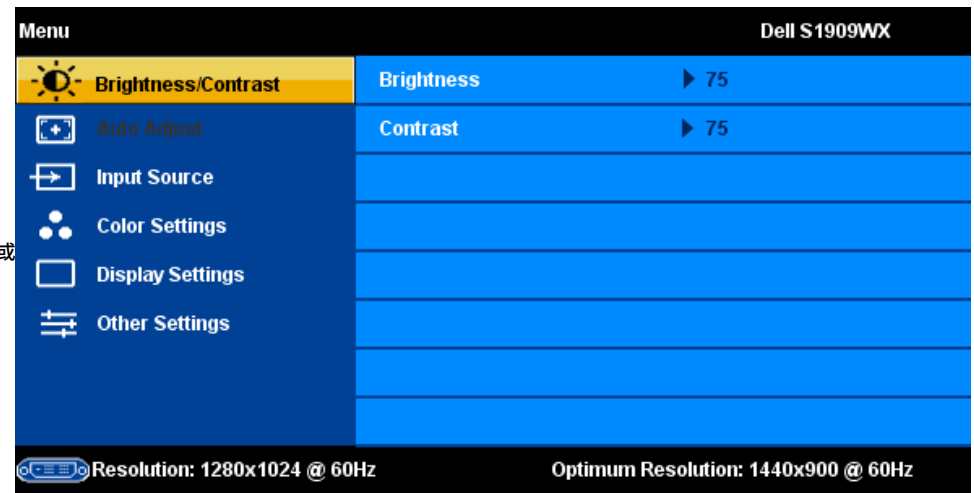 Menu
Dell S1909WX
Brightness/Contrast
Brightness
75
Auto Adjust
Contrast
75
Input Source
Color Settings
或
Display Settings
Other Settings
Resolution: 1280x1024 @ 60Hz
Optimum Resolution: 1440x900 @ 60Hz